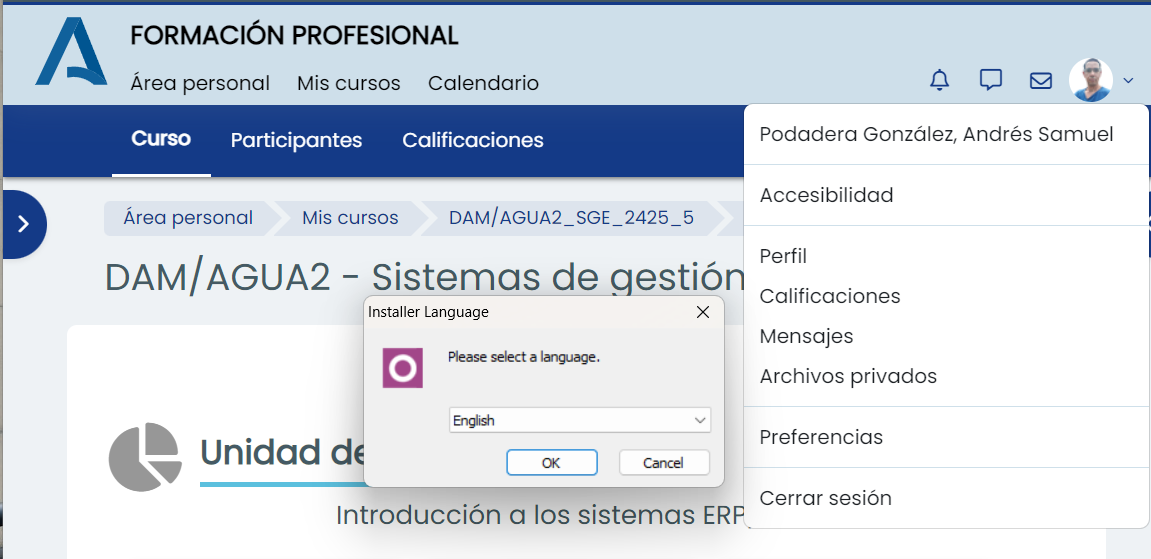 FORMACIÓN PROFESIONAL
Área personal Mis cursos Calendario
Curso Participantes Calificaciones
Podadera González, Andrés Samuel
Accesibilidad
Perfil
Calificaciones
Mensajes
Archivos privados
Preferencias
Cerrar sesión
Área personal Mis cursos DAM/AGUA2_SGE_2425_5
DAM/AGUA2 - Sistemas de gestión
Installer Language
Please select a language.
English
OK Cancel
Unidad de
Introducción a los sistemas ERP